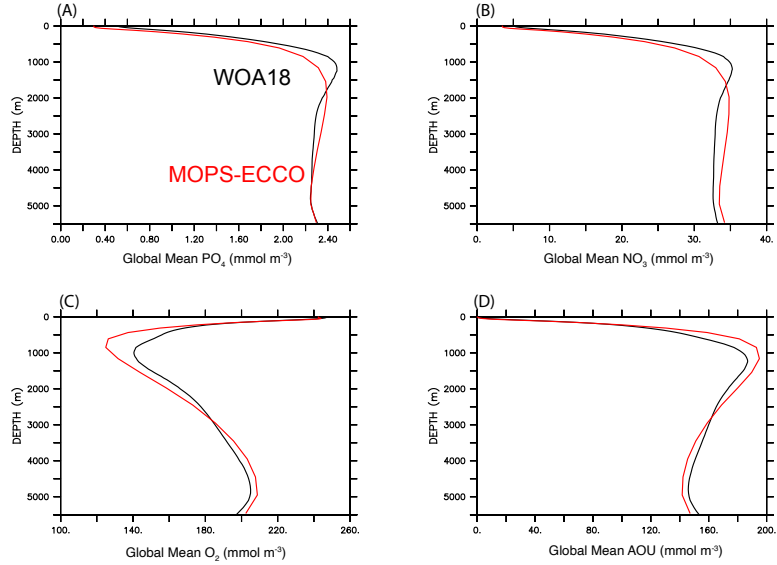 (A)
0
1000
2000
3000
4000
5000
DEPTH (m)
WOA18
MOPS-ECCO
0.00 0.40 0.80 1.20 1.60 2.00 2.40
Global Mean PO4 (mmol m-3)
(B)
0
1000
2000
3000
4000
5000
DEPTH (m)
0. 10. 20. 30. 40.
Global Mean NO3 (mmol m-3)
(C)
0
1000
2000
3000
4000
5000
DEPTH (m)
100. 140. 180. 220. 260.
Global Mean O2 (mmol m-3)
(D)
0
1000
2000
3000
4000
5000
DEPTH (m)
0. 40. 80. 120. 160. 200.
Global Mean AOU (mmol m-3)